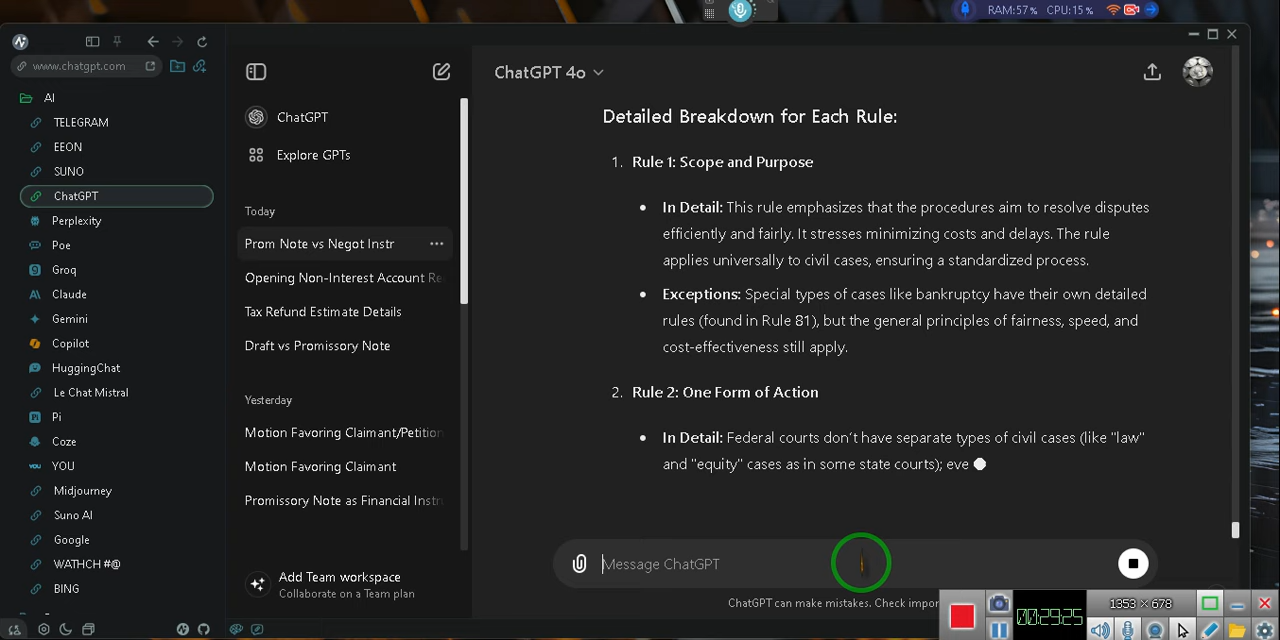 RAM:57% CPU:15%
www.chatgpt.com
AI
TELEGRAM
EEON
SUNO
ChatGPT
Perplexity
Poe
Groq
Claude
Gemini
Copilot
HuggingChat
Le Chat Mistral
Pi
Coze
YOU
Midjourney
Suno AI
Google
WATHCH #@
BING
ChatGPT
Explore GPTs
Today
Prom Note vs Negot Instr
Opening Non-Interest Account Re
Tax Refund Estimate Details
Draft vs Promissory Note
Yesterday
Motion Favoring Claimant/Petition
Motion Favoring Claimant
Promissory Note as Financial Instru
Add Team workspace
Collaborate on a Team plan
ChatGPT 4o
Detailed Breakdown for Each Rule:
1. Rule 1: Scope and Purpose
• In Detail: This rule emphasizes that the procedures aim to resolve disputes
efficiently and fairly. It stresses minimizing costs and delays. The rule
applies universally to civil cases, ensuring a standardized process.
• Exceptions: Special types of cases like bankruptcy have their own detailed
rules (found in Rule 81), but the general principles of fairness, speed, and
cost-effectiveness still apply.
2. Rule 2: One Form of Action
• In Detail: Federal courts don't have separate types of civil cases (like "law"
and "equity" cases as in some state courts); eve
Message ChatGPT
ChatGPT can make mistakes. Check impor
00:29:25
1353 × 678